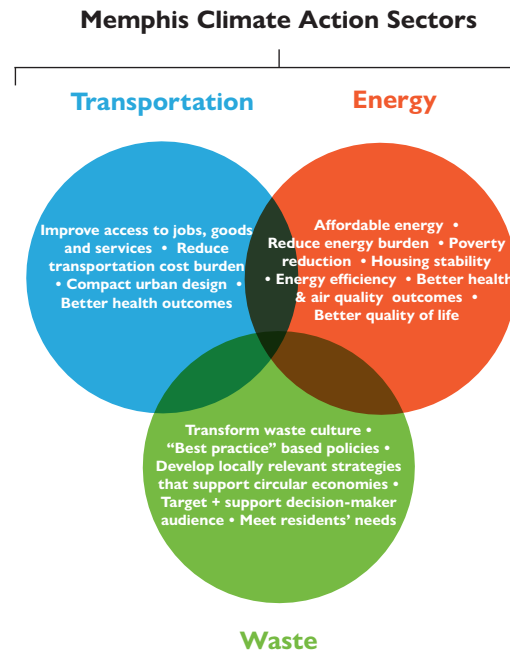 Memphis Climate Action Sectors
Transportation
Energy
Improve access to jobs, goods
and services • Reduce
transportation cost burden
• Compact urban design •
Better health outcomes
Affordable energy •
Reduce energy burden • Poverty
reduction • Housing stability
• Energy efficiency • Better health
& air quality outcomes •
Better quality of life
Transform waste culture •
“Best practice” based policies •
Develop locally relevant strategies
that support circular economies •
Target + support decision-maker
audience • Meet residents’ needs
Waste